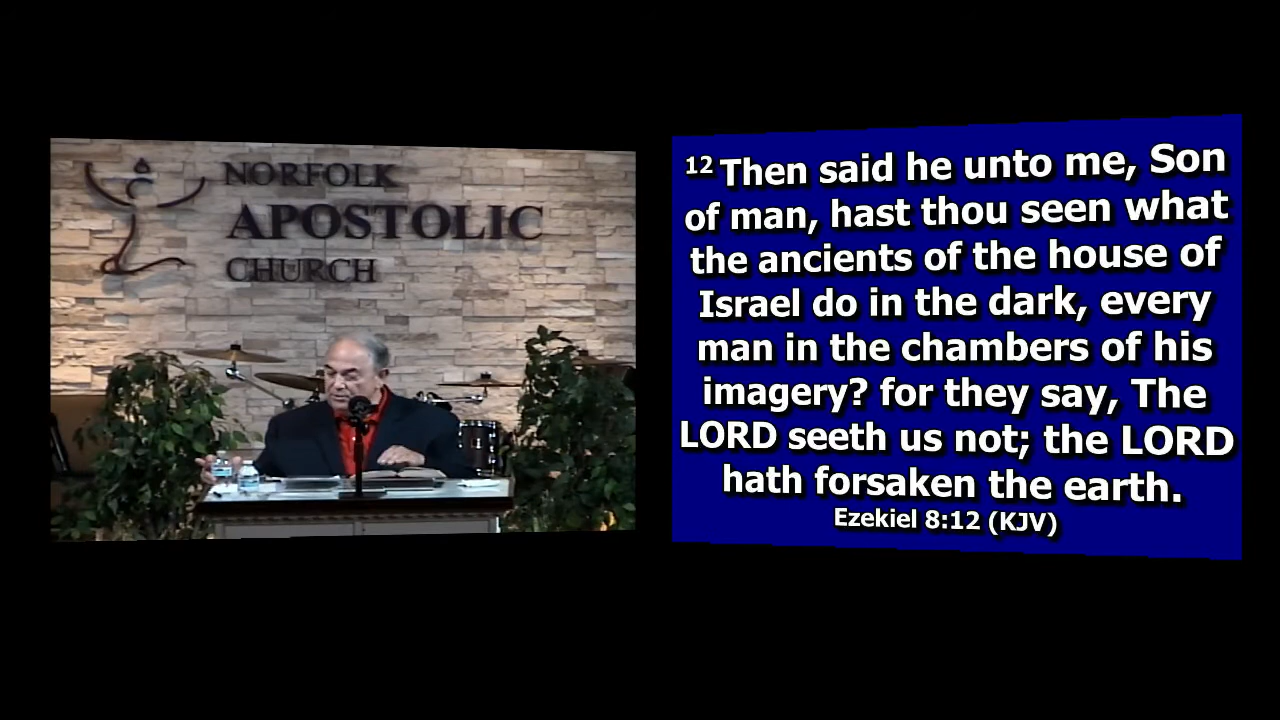 NORFOLK
APOSTOLIC
CHURCH
12 Then said he unto me, Son
of man, hast thou seen what
the ancients of the house of
Israel do in the dark, every
man in the chambers of his
imagery? for they say, The
LORD seeth us not; the LORD
hath forsaken the earth.
Ezekiel 8:12 (KJV)